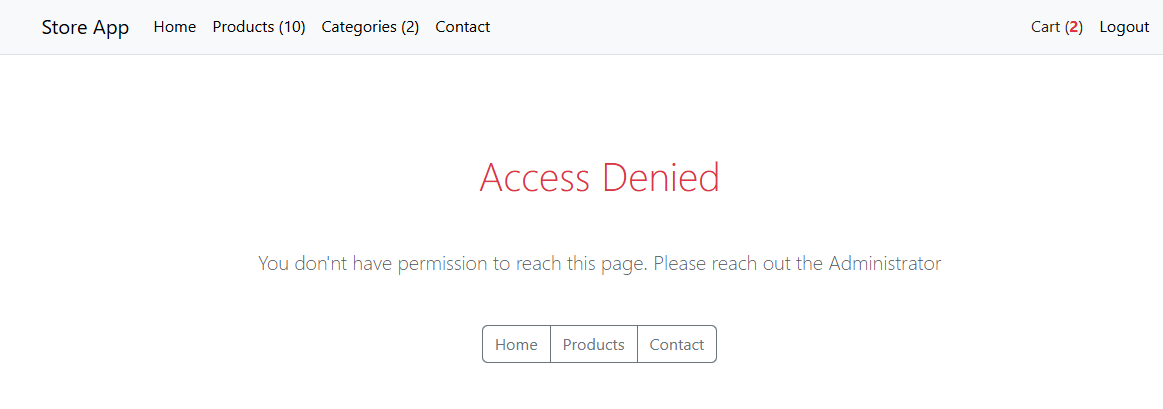 Store App Home Products (10) Categories (2) Contact Cart (2) Logout
Access Denied
You don'nt have permission to reach this page. Please reach out the Administrator
Home Products Contact